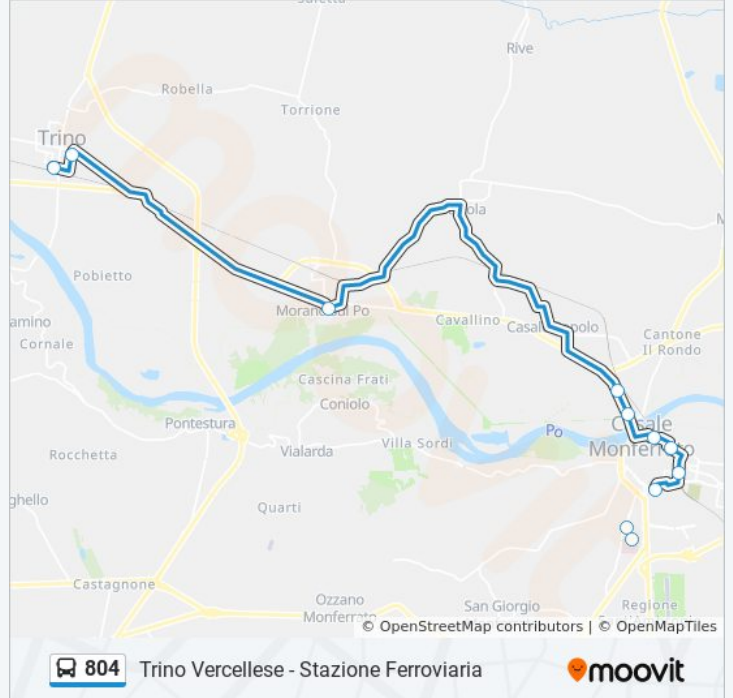 Rive
Robella
Torrione
Trino
ola
Pobietto
Morano sul Po
Cavallino
amino
Cornale
Cantone
Il Rondo
Cascina Frati
Coniolo
Casale
Monferrato
Pontestura
Po
Villa Sordi
Vialarda
Rocchetta
ghello
Quarti
Castagnone
Ozzano
Monferrato
San Giorgio
Regione
© OpenStreetMap contributors | © OpenMapTiles
804 Trino Vercellese - Stazione Ferroviaria
moovit